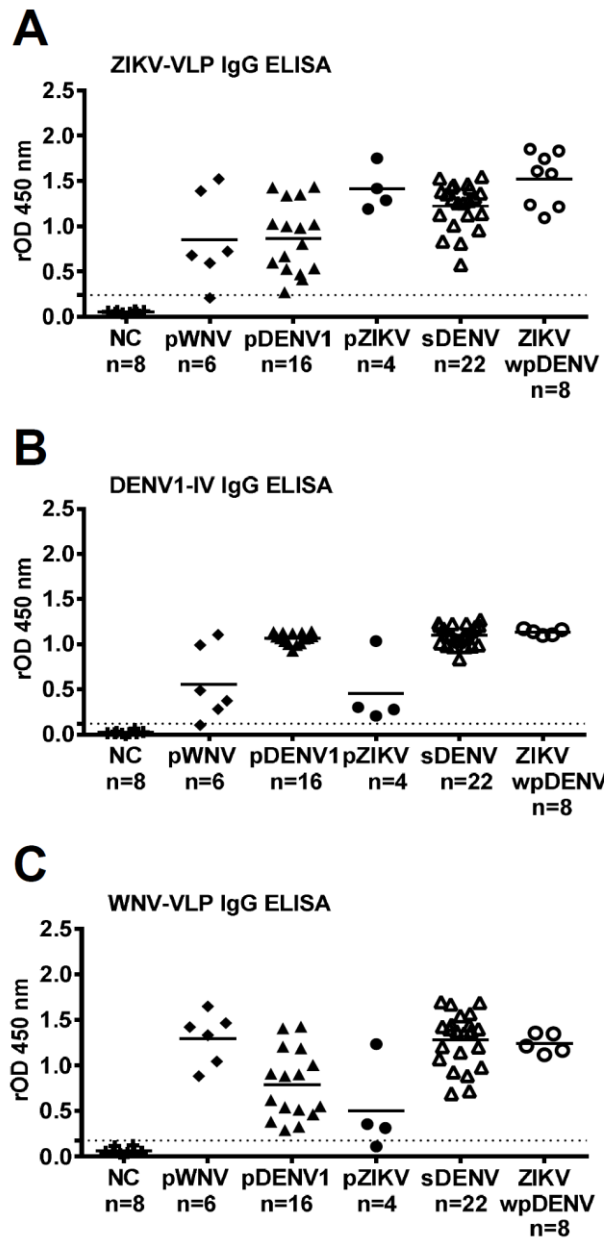 A
ZIKV-VLP IgG ELISA
2.5
2.0
1.5
1.0
0.5
0.0
rOD 450 nm
NC pWNV pDENV1 pZIKV sDENV ZIKV
n=8 n=6 n=16 n=4 n=22 wpDENV
n=8
B
DENV1-IV IgG ELISA
2.5
2.0
1.5
1.0
0.5
0.0
rOD 450 nm
NC pWNV pDENV1 pZIKV sDENV ZIKV
n=8 n=6 n=16 n=4 n=22 wpDENV
n=8
C
WNV-VLP IgG ELISA
2.5
2.0
1.5
1.0
0.5
0.0
rOD 450 nm
NC pWNV pDENV1 pZIKV sDENV ZIKV
n=8 n=6 n=16 n=4 n=22 wpDENV
n=8